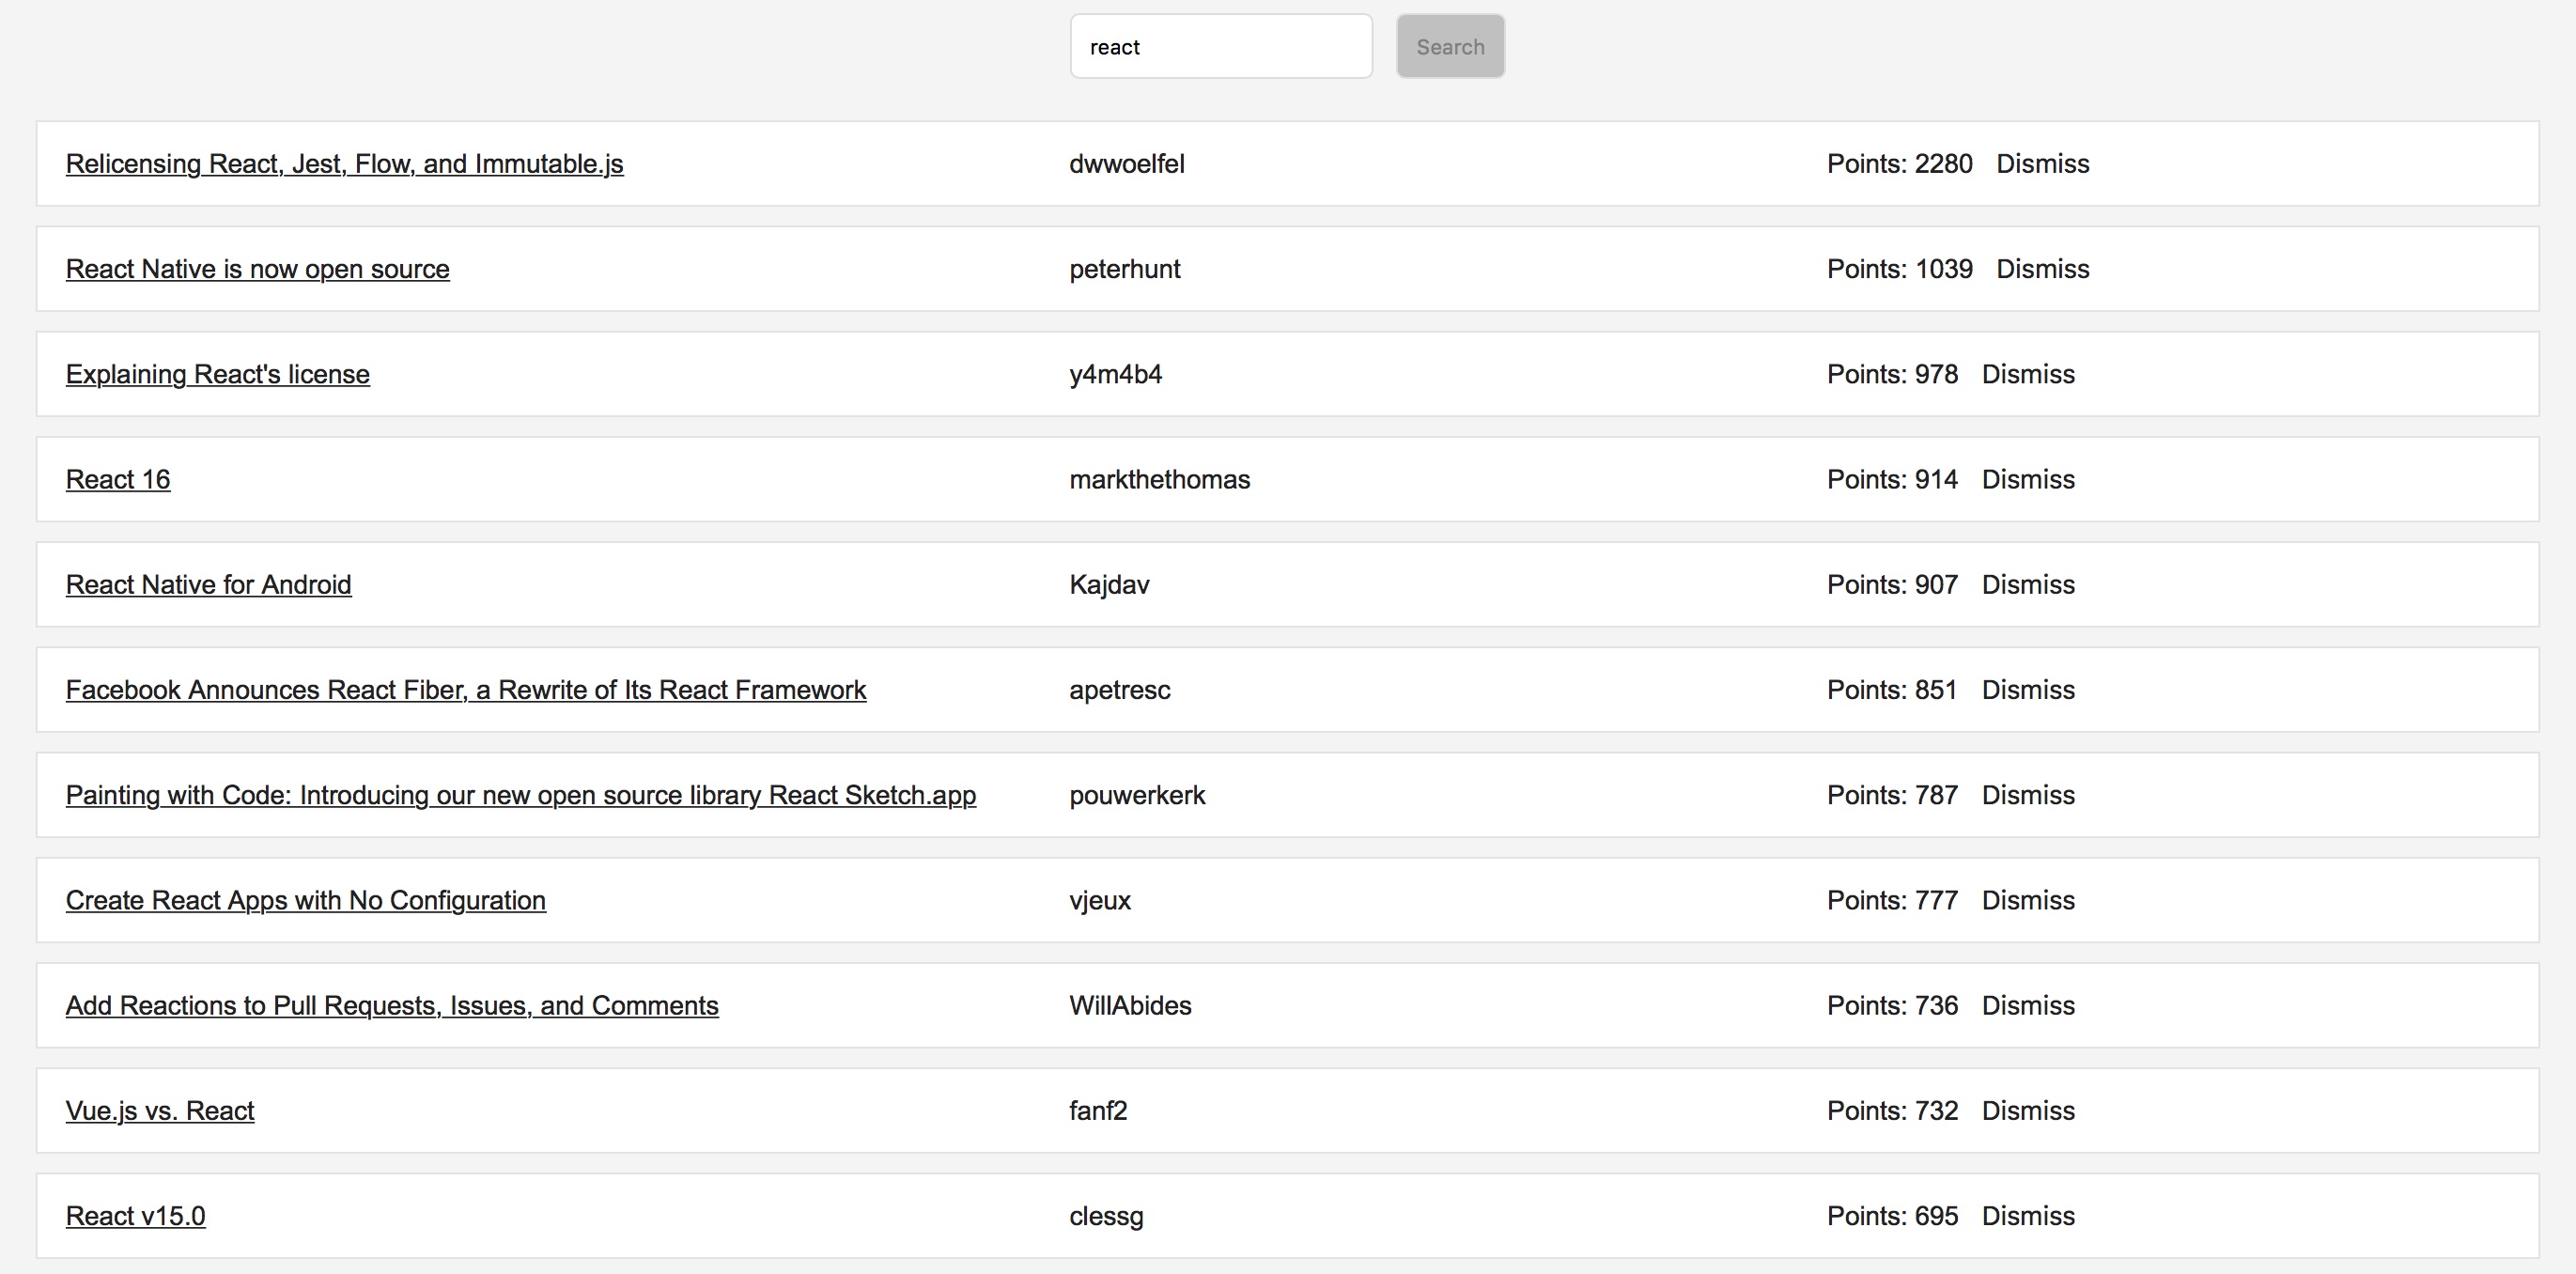 react Search
Relicensing React, Jest, Flow, and Immutable.js dwwoelfel Points: 2280 Dismiss
React Native is now open source peterhunt Points: 1039 Dismiss
Explaining React's license y4m4b4 Points: 978 Dismiss
React 16 markthethomas Points: 914 Dismiss
React Native for Android Kajdav Points: 907 Dismiss
Facebook Announces React Fiber, a Rewrite of Its React Framework apetresc Points: 851 Dismiss
Painting with Code: Introducing our new open source library React Sketch.app pouwerkerk Points: 787 Dismiss
Create React Apps with No Configuration vjeux Points: 777 Dismiss
Add Reactions to Pull Requests, Issues, and Comments WillAbides Points: 736 Dismiss
Vue.js vs. React fanf2 Points: 732 Dismiss
React v15.0 clessg Points: 695 Dismiss